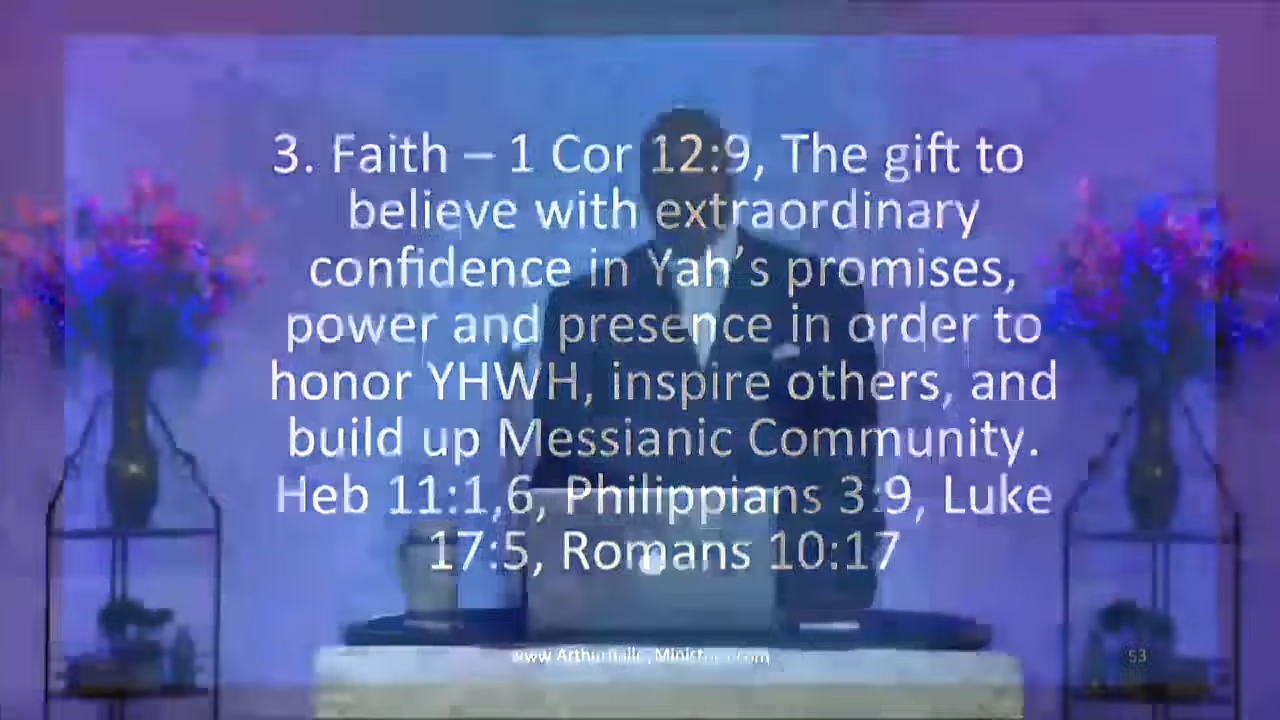 3. Faith – 1 Cor 12:9, The gift to
believe with extraordinary
confidence in Yah's promises,
power and presence in order to
honor YHWH, inspire others, and
build up Messianic Community.
Heb 11:1,6, Philippians 3:9, Luke
17:5, Romans 10:17
53